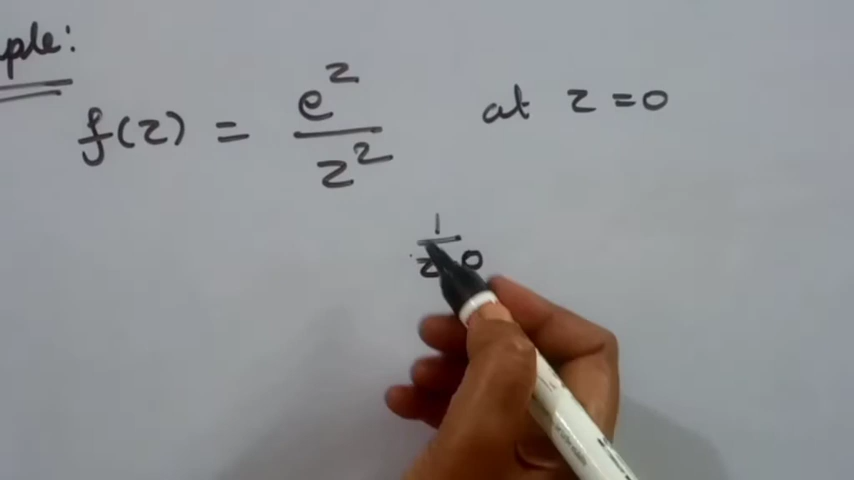 ple:
f(z) = e^z / z^2 at z = 0
1 / z 0